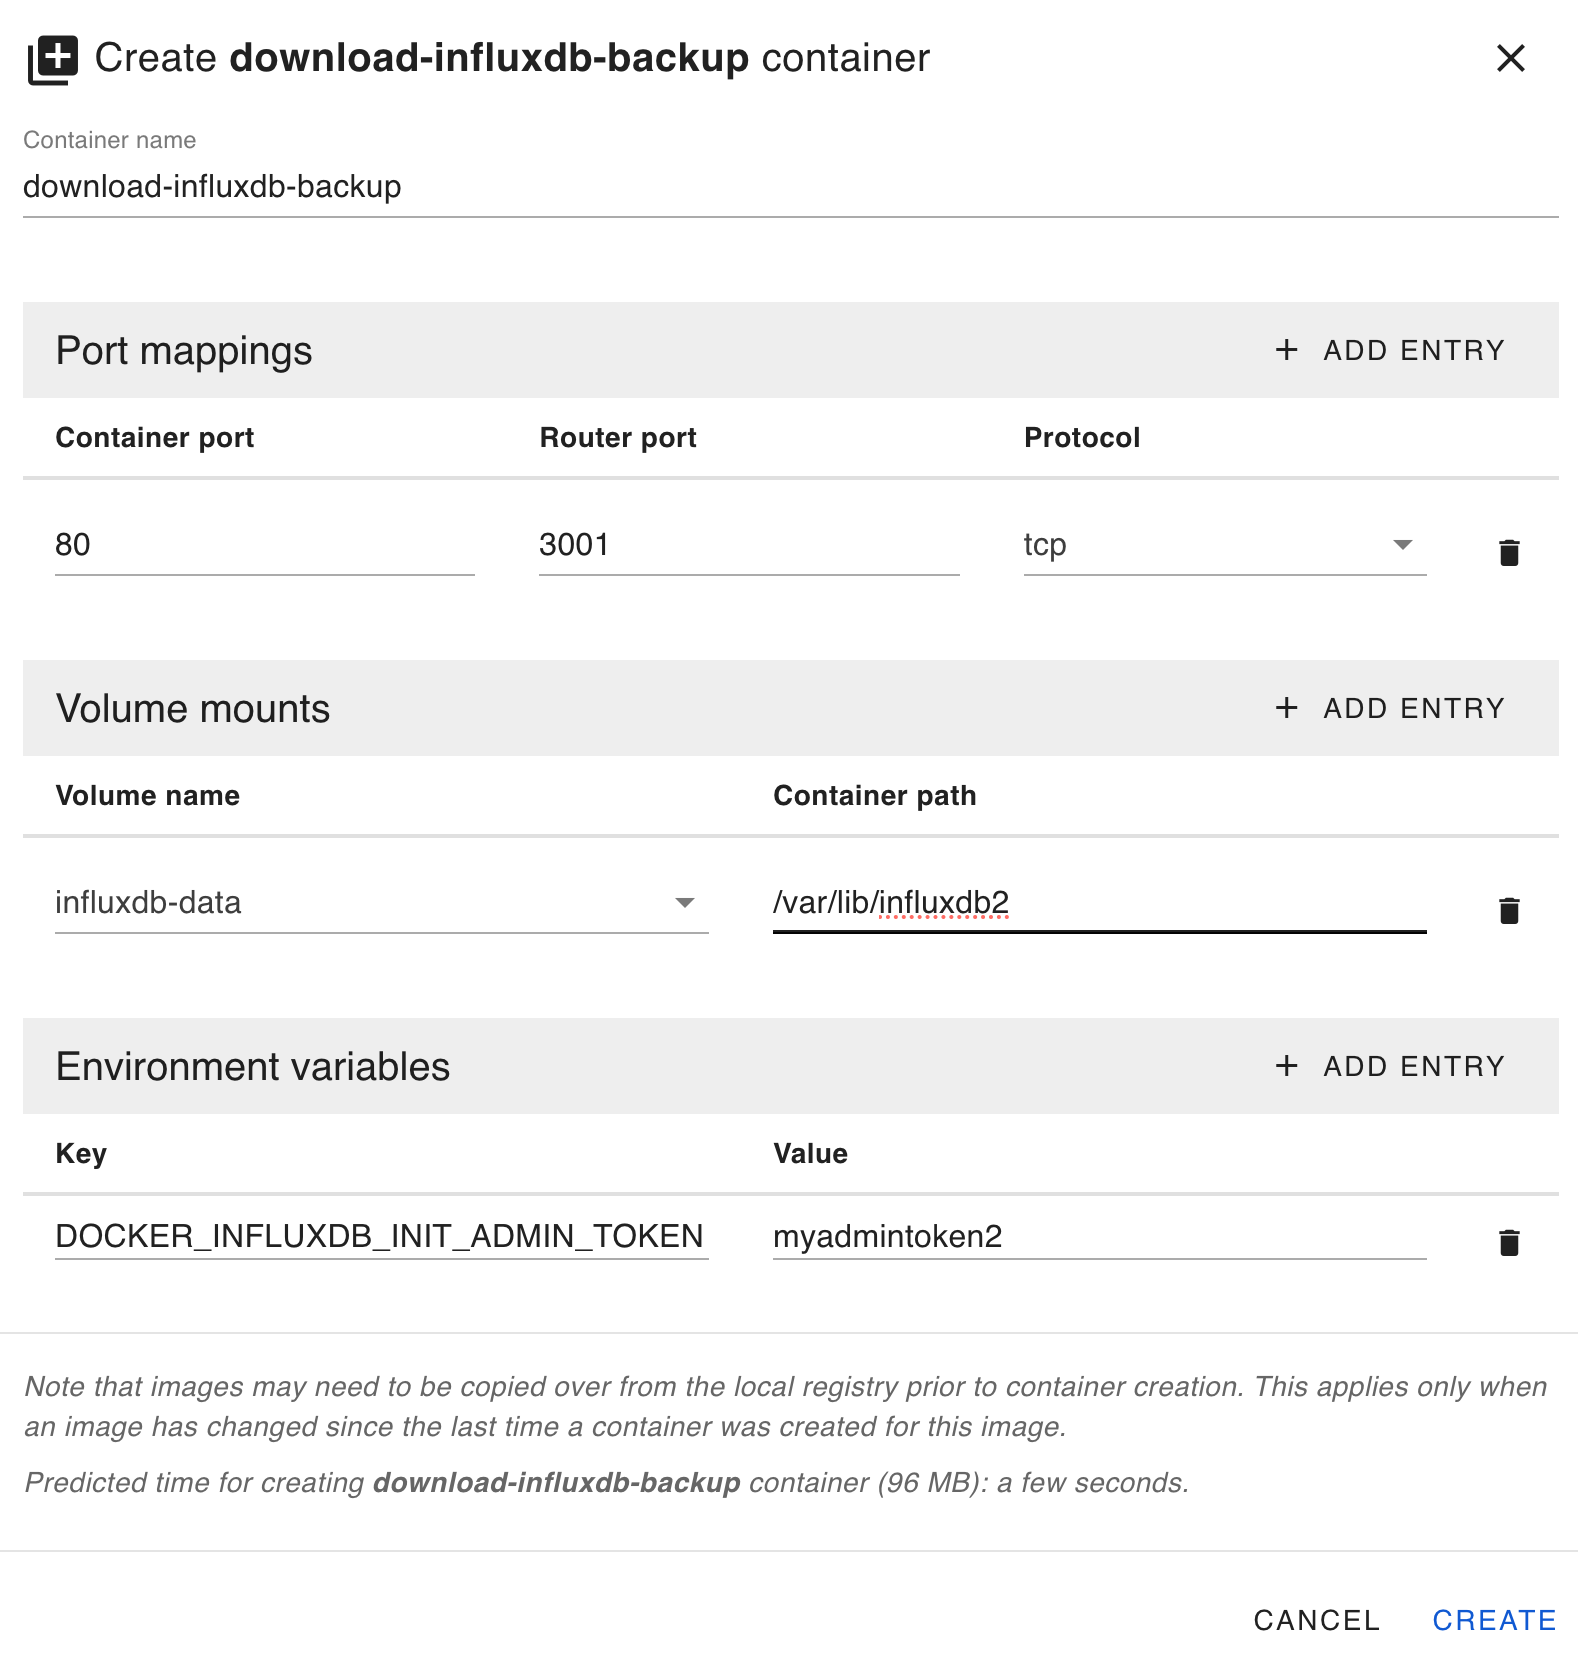 Create download-influxdb-backup container
Container name
download-influxdb-backup
Port mappings
+ ADD ENTRY
Container port Router port Protocol
80 3001 tcp
Volume mounts
+ ADD ENTRY
Volume name Container path
influxdb-data /var/lib/influxdb2
Environment variables
+ ADD ENTRY
Key Value
DOCKER_INFLUXDB_INIT_ADMIN_TOKEN myadmintoken2
Note that images may need to be copied over from the local registry prior to container creation. This applies only when
an image has changed since the last time a container was created for this image.
Predicted time for creating download-influxdb-backup container (96 MB): a few seconds.
CANCEL CREATE